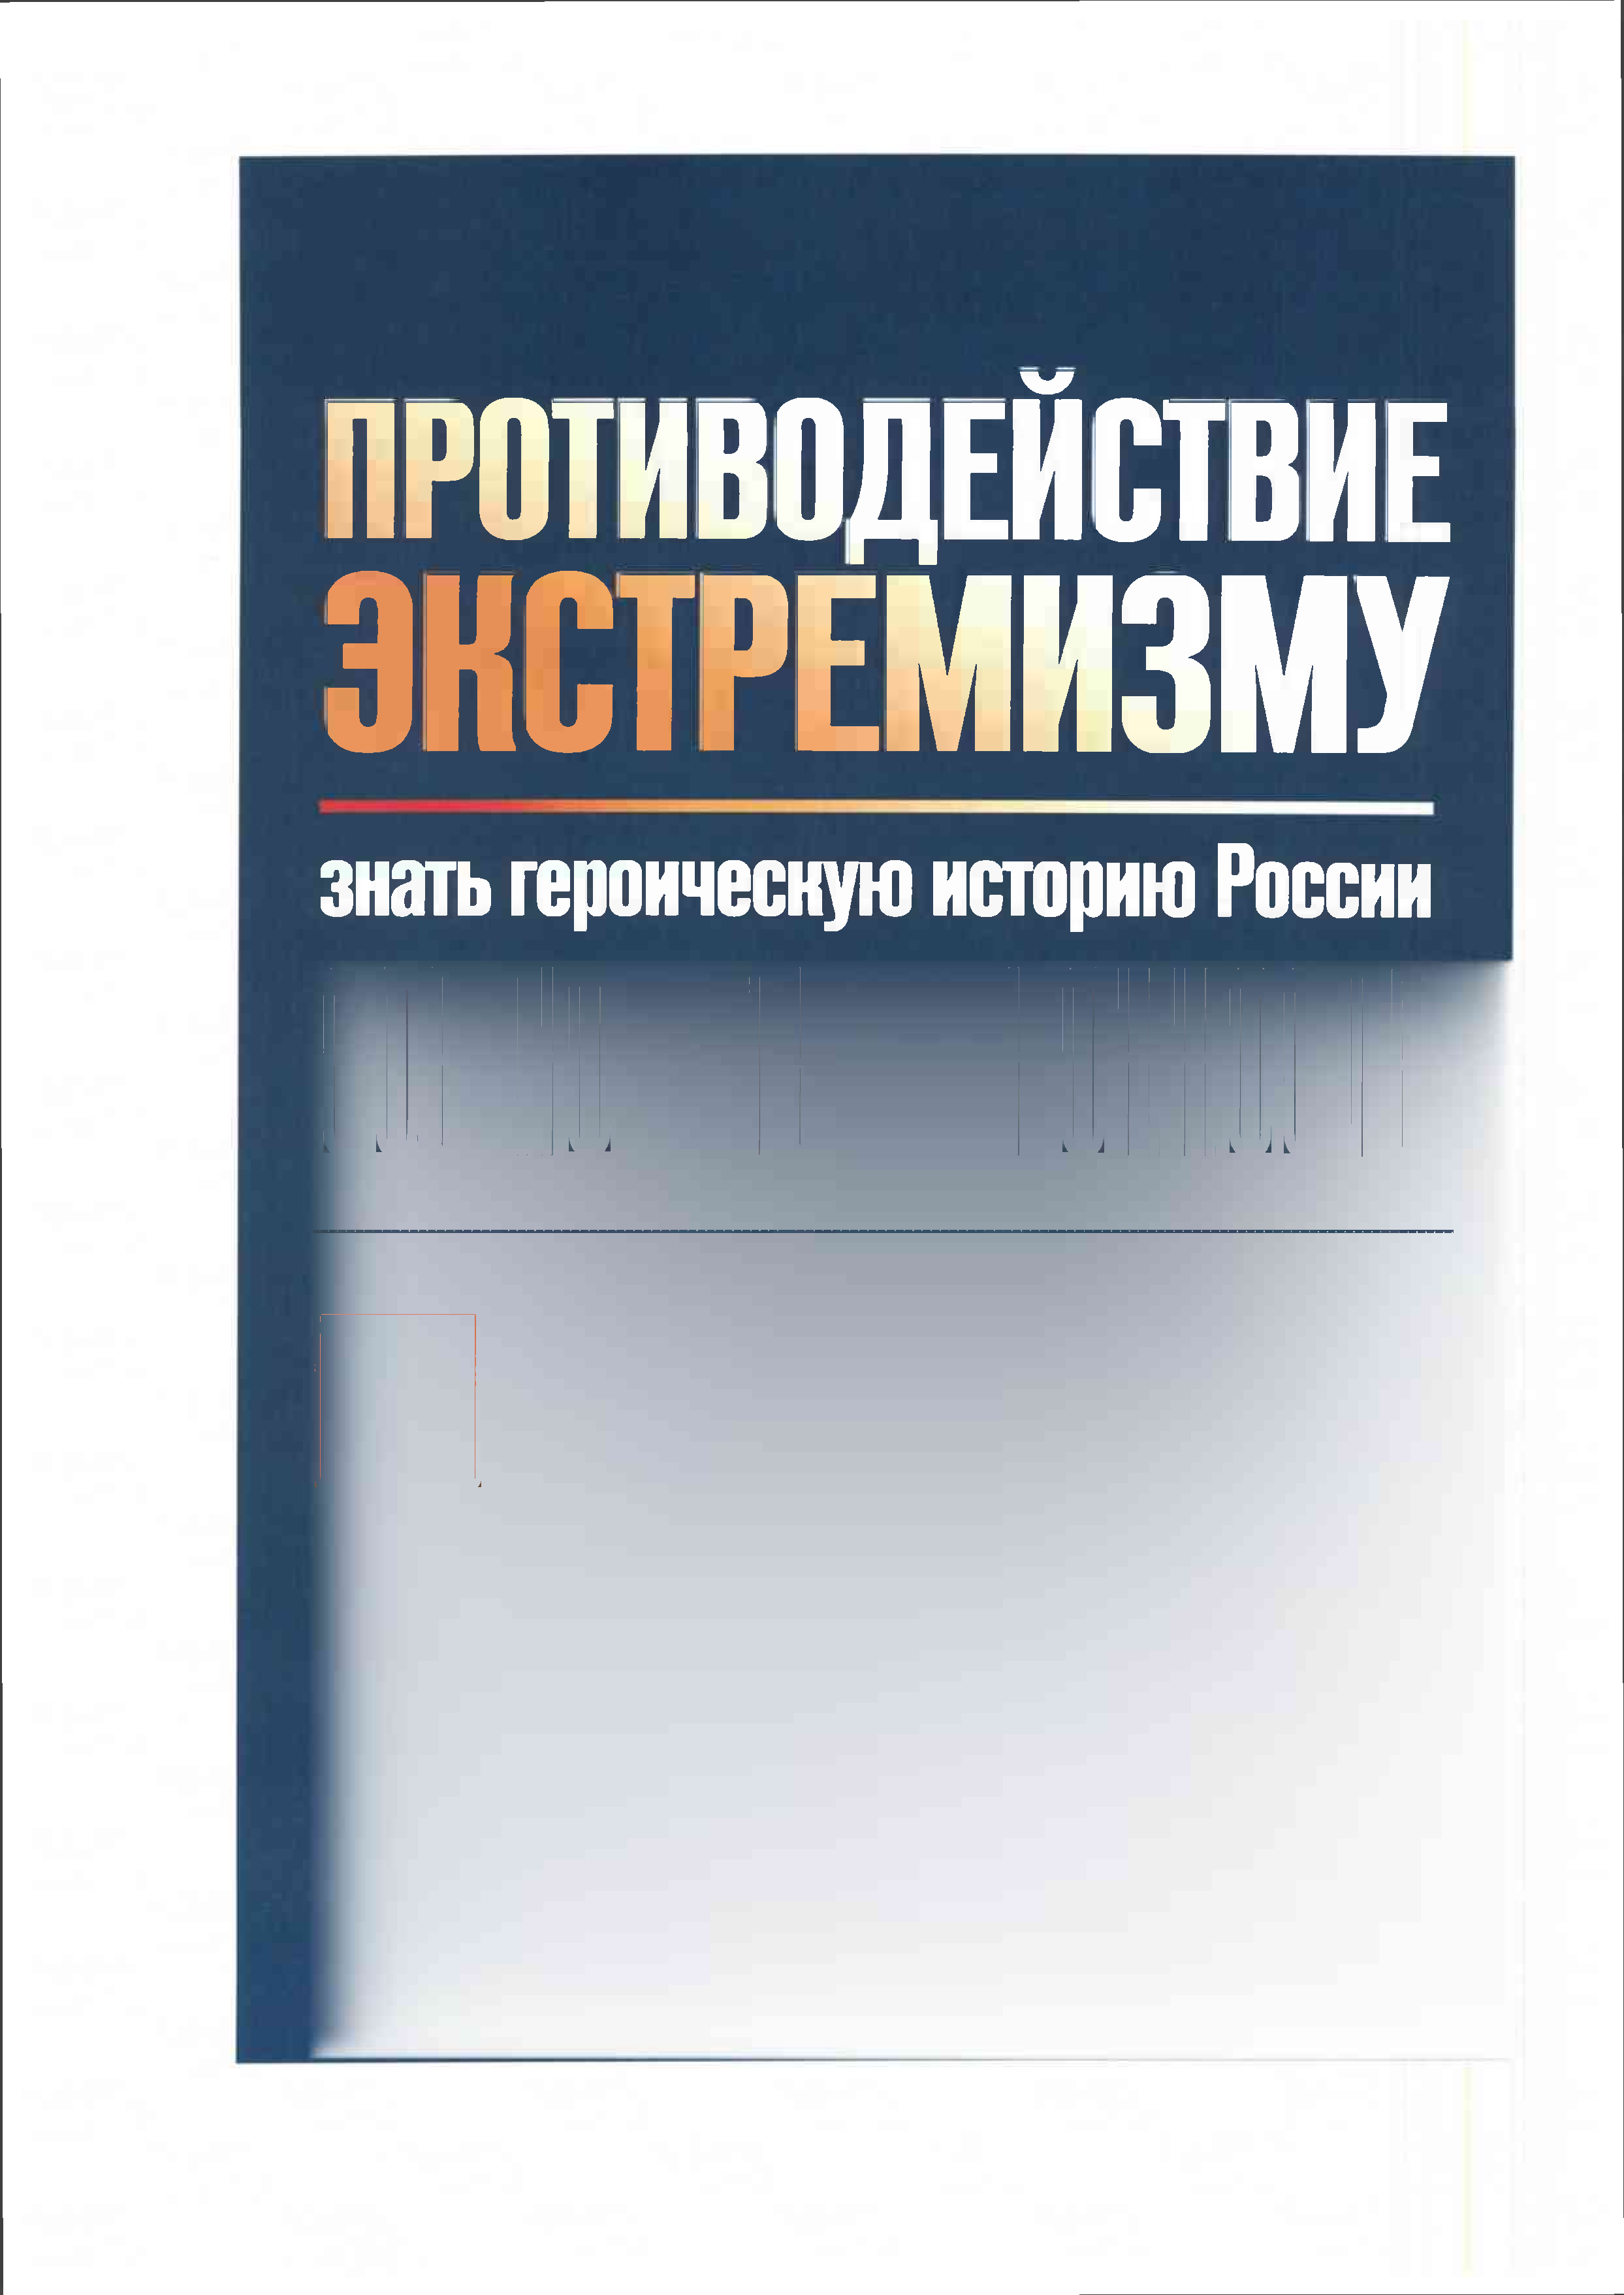 ПРОТИВОДЕЙСТВИЕ
ЭКСТРЕМИЗМУ
знать героическую историю России